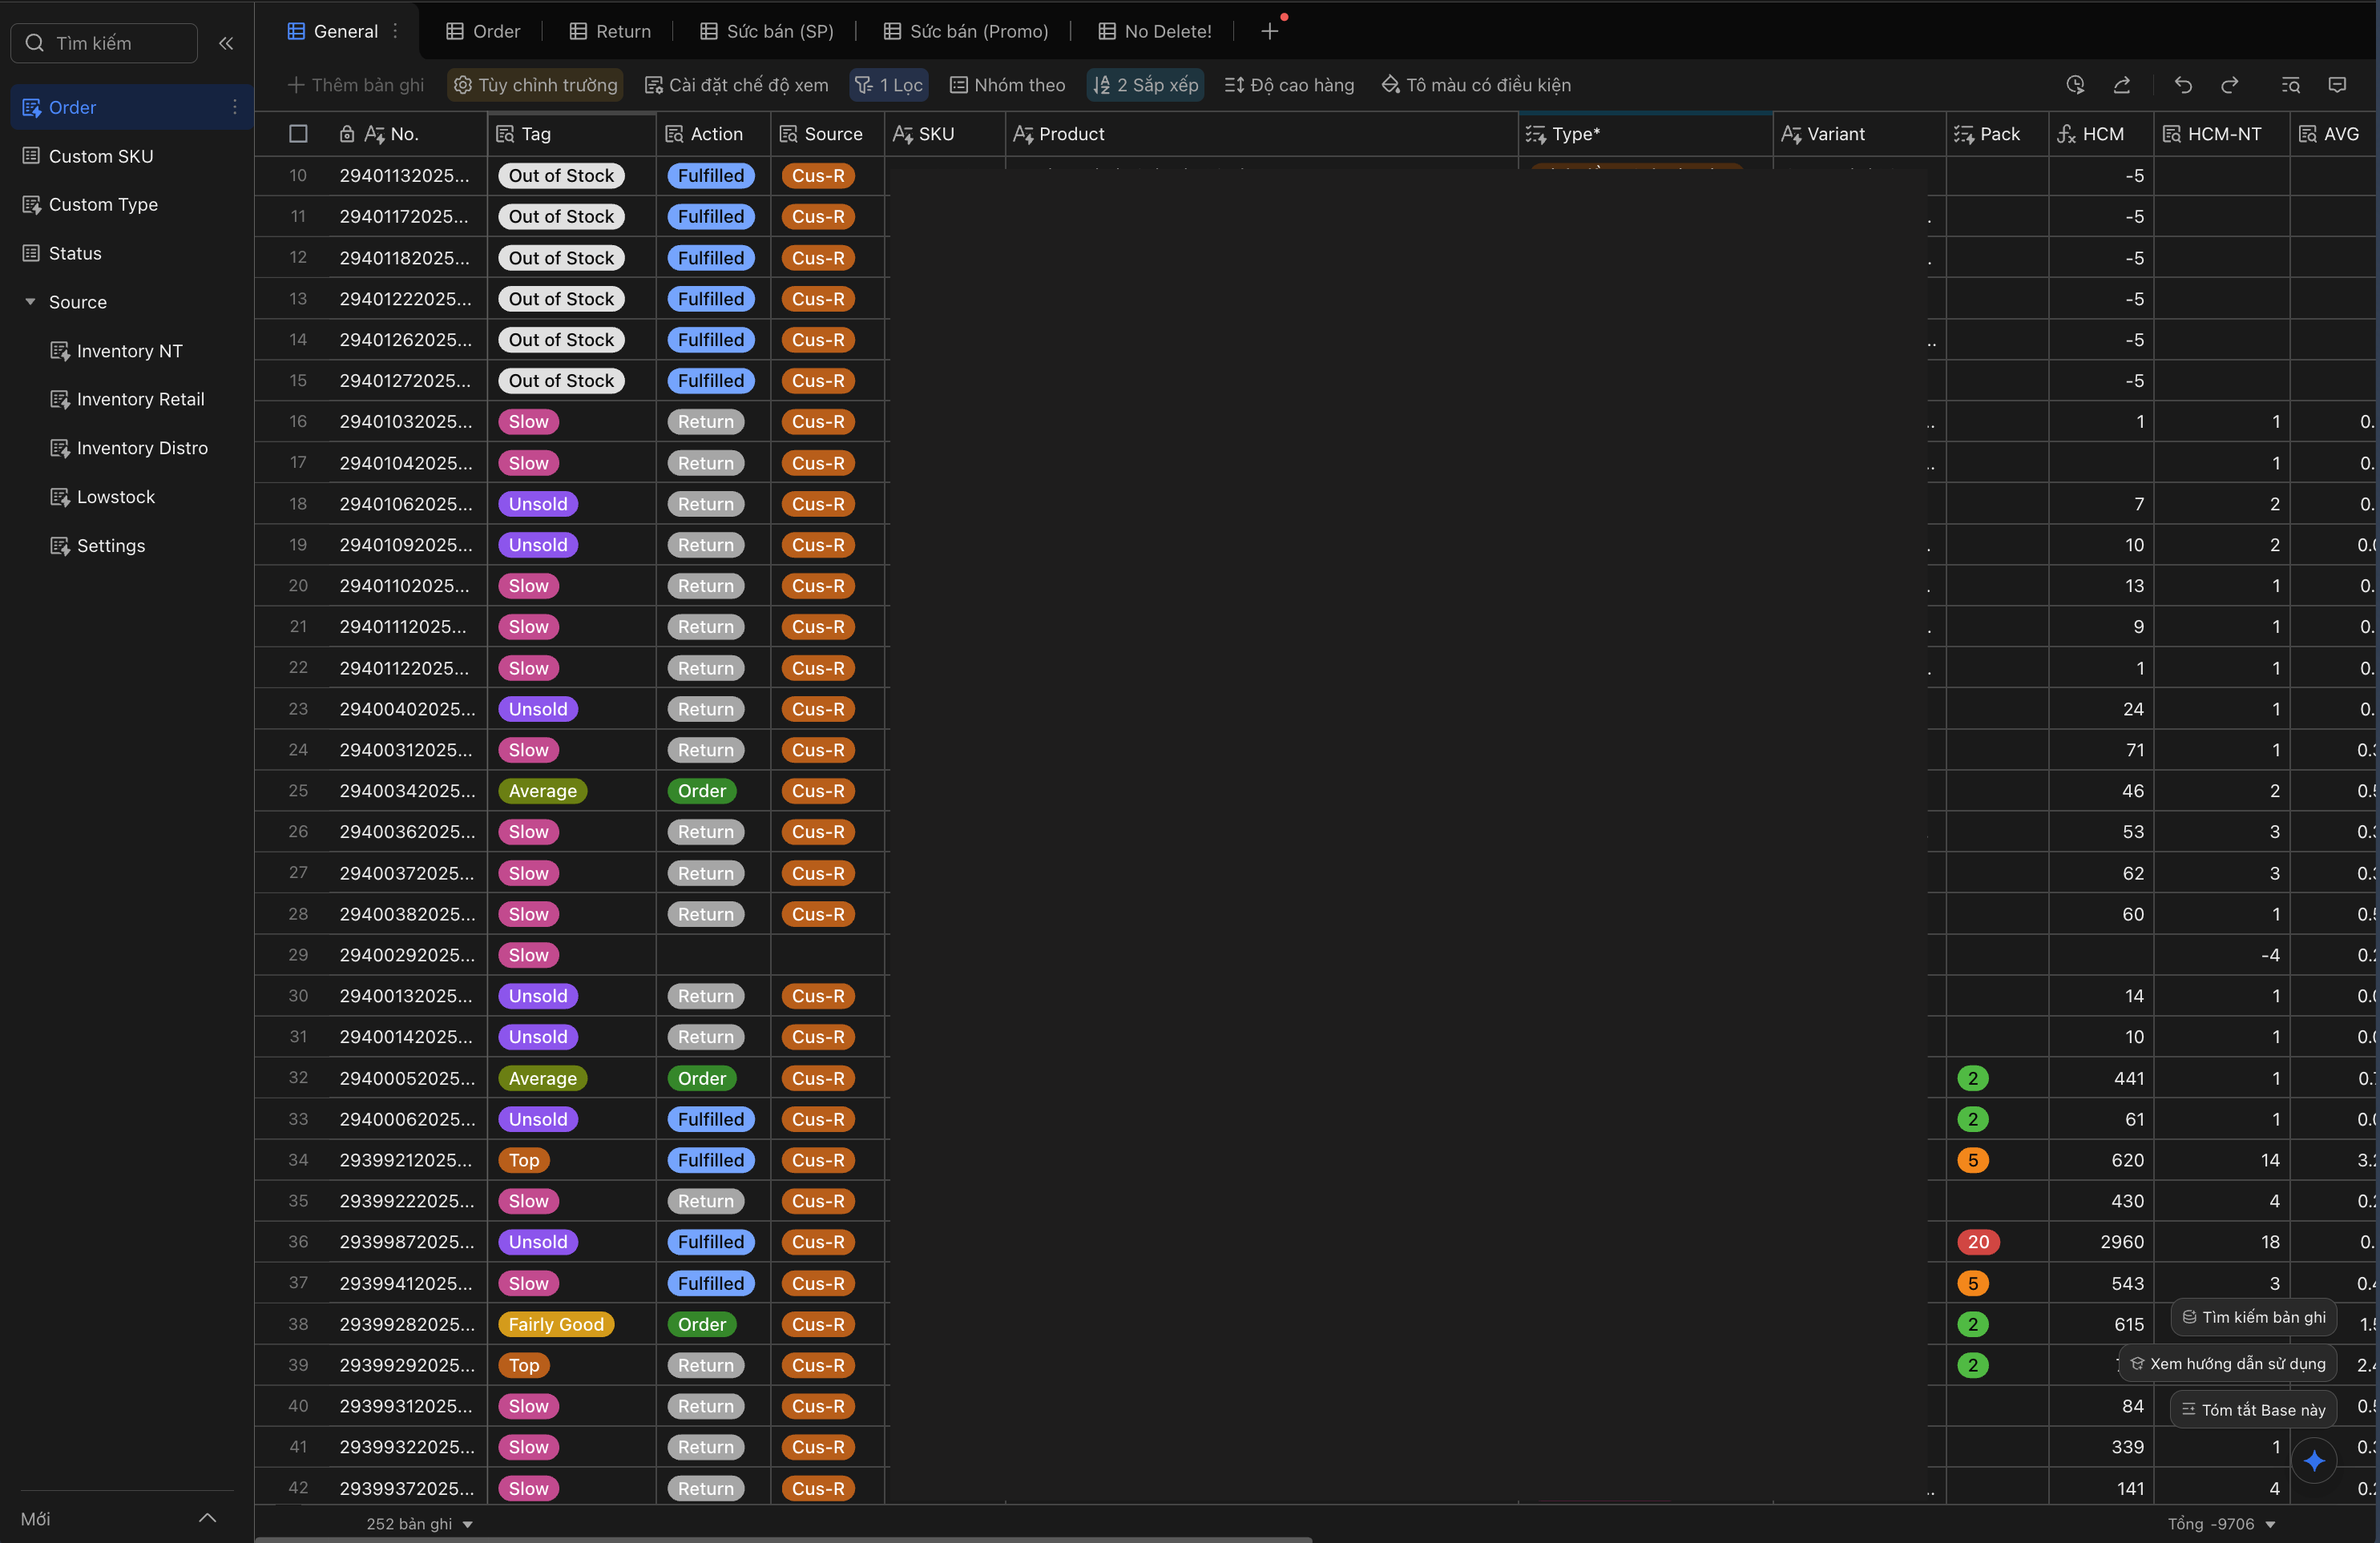 Tìm kiếm
General
Order
Return
Sức bán (SP)
Sức bán (Promo)
No Delete!
Thêm bản ghi
Tùy chỉnh trường
Cài đặt chế độ xem
1 Lọc
Nhóm theo
2 Sắp xếp
Độ cao hàng
Tô màu có điều kiện
Order
Custom SKU
Custom Type
Status
Source
Inventory NT
Inventory Retail
Inventory Distro
Lowstock
Settings
Mới
No. Tag Action Source SKU Product Type* Variant Pack HCM HCM-NT AVG
10 29401132025... Out of Stock Fulfilled Cus-R -5
11 29401172025... Out of Stock Fulfilled Cus-R . -5
12 29401182025... Out of Stock Fulfilled Cus-R . -5
13 29401222025... Out of Stock Fulfilled Cus-R -5
14 29401262025... Out of Stock Fulfilled Cus-R .. -5
15 29401272025... Out of Stock Fulfilled Cus-R -5
16 29401032025... Slow Return Cus-R .. 1 1 0.
17 29401042025... Slow Return Cus-R .. 1 0.
18 29401062025... Unsold Return Cus-R 7 2 0.
19 29401092025... Unsold Return Cus-R . 10 2 0.0
20 29401102025... Slow Return Cus-R . 13 1 0.
21 29401112025... Slow Return Cus-R . 9 1 0.
22 29401122025... Slow Return Cus-R . 1 1 0.
23 29400402025... Unsold Return Cus-R 24 1 0.
24 29400312025... Slow Return Cus-R 71 1 0.3
25 29400342025... Average Order Cus-R 46 2 0.5
26 29400362025... Slow Return Cus-R 53 3 0.3
27 29400372025... Slow Return Cus-R 62 3 0.3
28 29400382025... Slow Return Cus-R 60 1 0.5
29 29400292025... Slow -4 0.2
30 29400132025... Unsold Return Cus-R 14 1 0.0
31 29400142025... Unsold Return Cus-R 10 1 0.0
32 29400052025... Average Order Cus-R 2 441 1 0.7
33 29400062025... Unsold Fulfilled Cus-R 2 61 1 0.0
34 29399212025... Top Fulfilled Cus-R 5 620 14 3.2
35 29399222025... Slow Return Cus-R 430 4 0.2
36 29399872025... Unsold Fulfilled Cus-R 20 2960 18 0.
37 29399412025... Slow Fulfilled Cus-R 5 543 3 0.4
38 29399282025... Fairly Good Order Cus-R 2 615 Tìm kiếm bản ghi 1.5
39 29399292025... Top Return Cus-R 2 Xem hướng dẫn sử dụng 2.4
40 29399312025... Slow Return Cus-R 84 Tóm tắt Base này 0.5
41 29399322025... Slow Return Cus-R 339 1 0.3
42 29399372025... Slow Return Cus-R .. 141 4 0.2
252 bản ghi
Tổng -9706